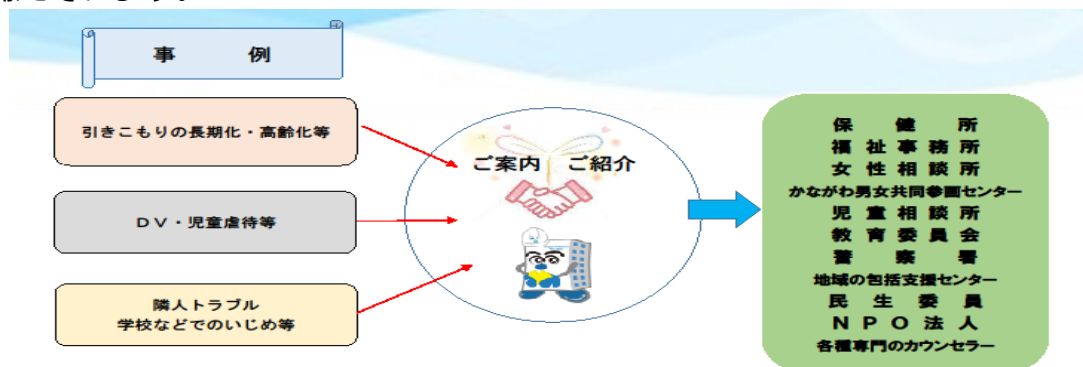 事 例
引きこもりの長期化・高齢化等
DV・児童虐待等
隣人トラブル
学校などでのいじめ等
ご案内 ご紹介
保健所
福祉事務所
女性相談所
かながわ男女共同参画センター
児童相談所
教育委員会
警察署
地域の包括支援センター
民生委員
NPO法人
各種専門のカウンセラー